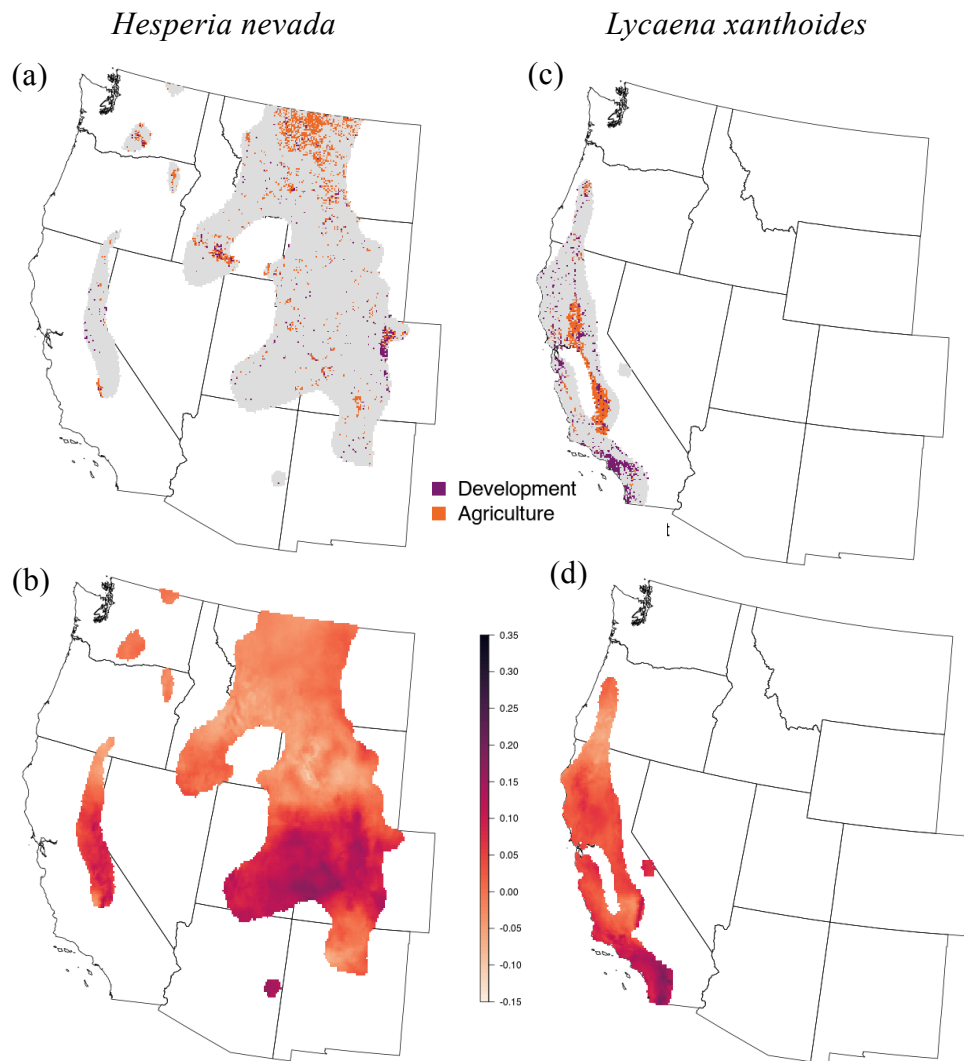 Hesperia nevada
Lycaena xanthoides
(a)
(c)
Development
Agriculture
t
(b)
(d)
0.35
0.30
0.25
0.20
0.15
0.10
0.05
0.00
-0.05
-0.10
-0.15